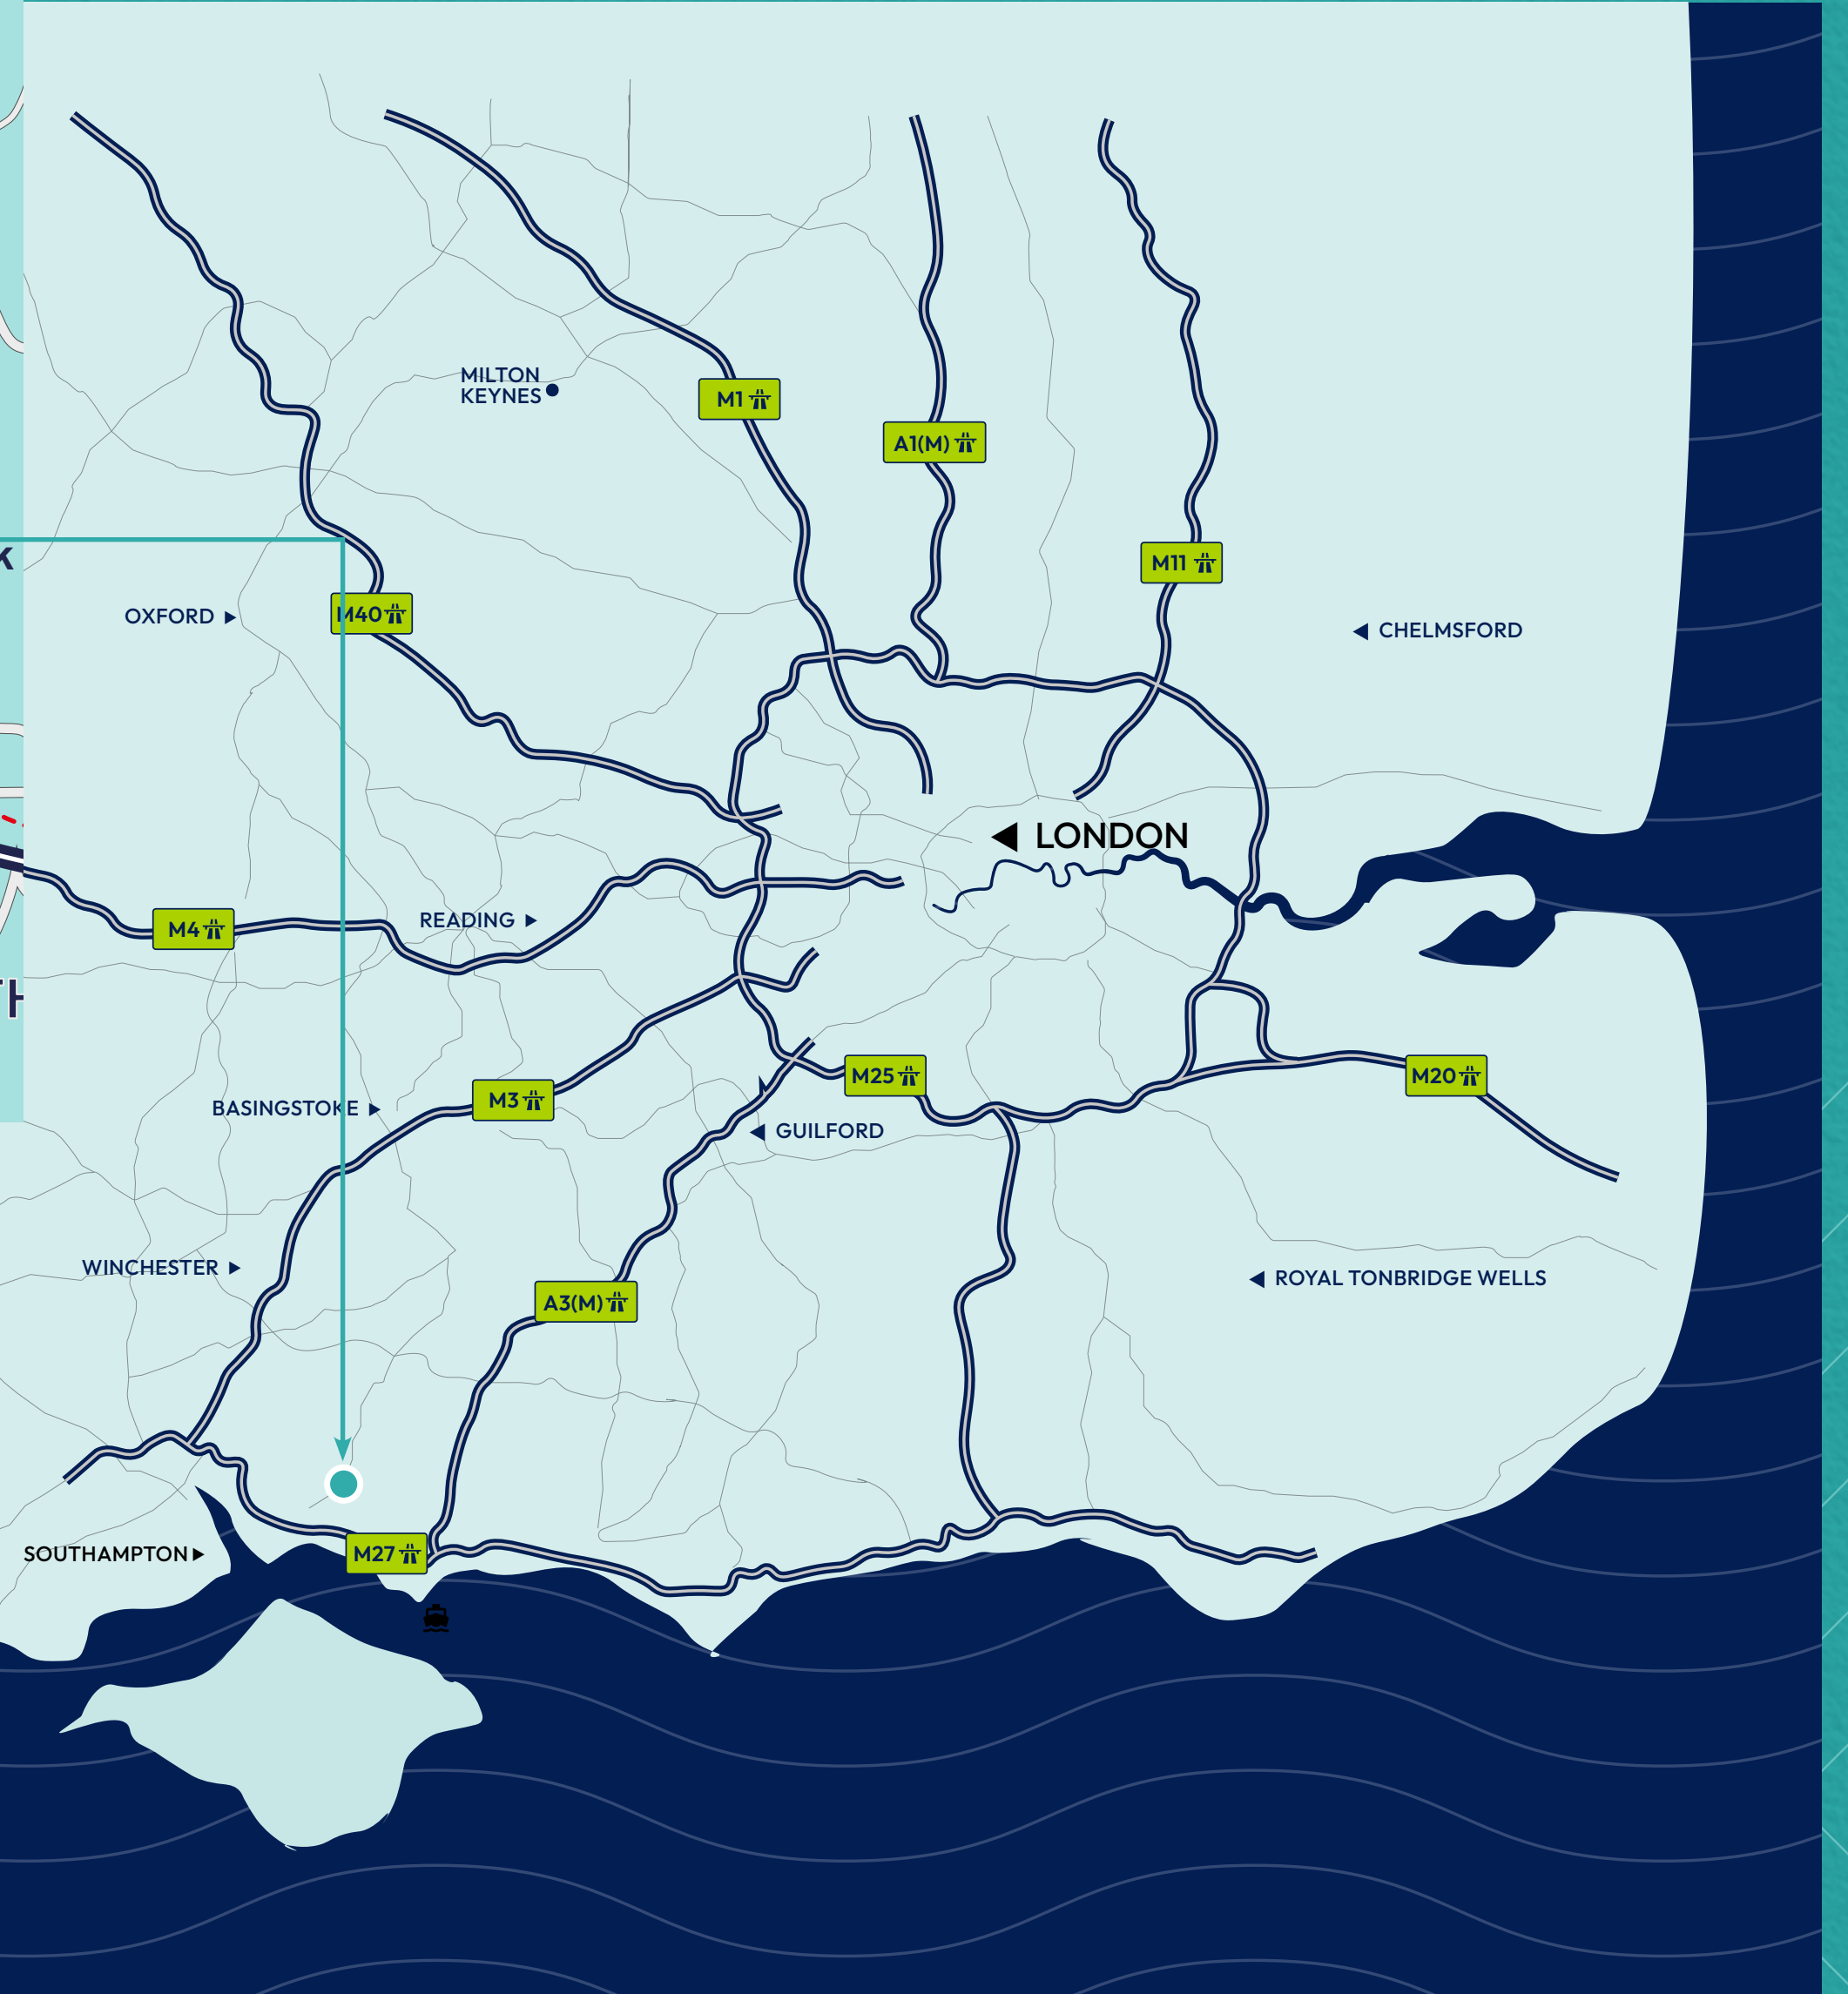 MILTON
KEYNES
M1
A1(M)
M11
OXFORD
M40
CHELMSFORD
LONDON
M4
READING
M25
M20
BASINGSTOKE
M3
GUILFORD
WINCHESTER
ROYAL TONBRIDGE WELLS
A3(M)
SOUTHAMPTON
M27